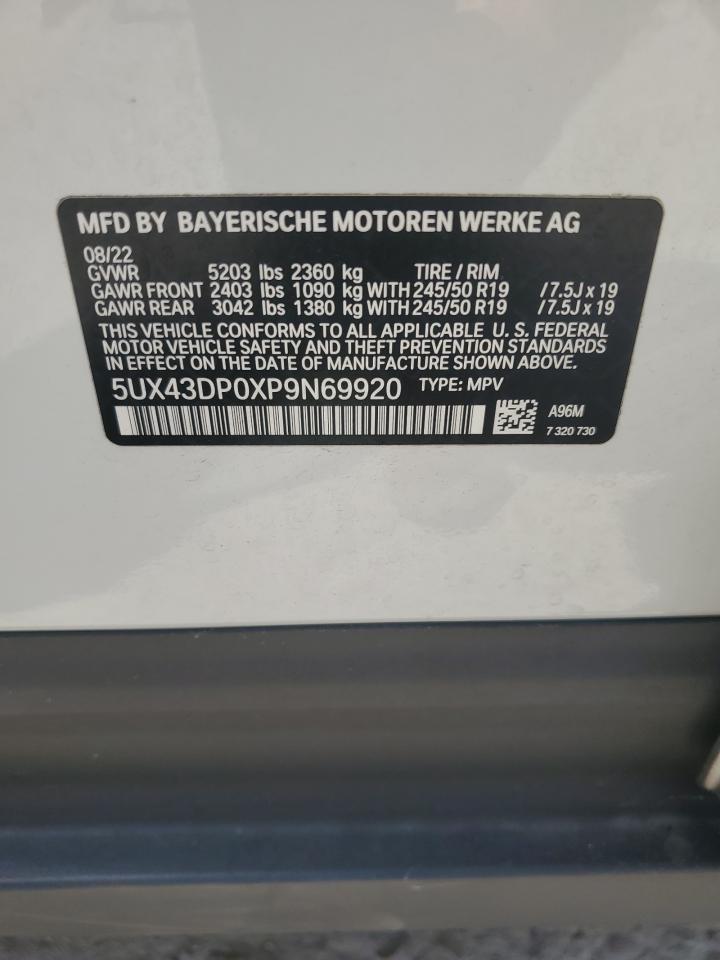 MFD BY BAYERISCHE MOTOREN WERKE AG
08/22
GVWR 5203 lbs 2360 kg TIRE / RIM
GAWR FRONT 2403 lbs 1090 kg WITH 245/50 R19 /7.5J x 19
GAWR REAR 3042 lbs 1380 kg WITH 245/50 R19 /7.5J x 19
THIS VEHICLE CONFORMS TO ALL APPLICABLE U. S. FEDERAL
MOTOR VEHICLE SAFETY AND THEFT PREVENTION STANDARDS
IN EFFECT ON THE DATE OF MANUFACTURE SHOWN ABOVE.
5UX43DP0XP9N69920 TYPE: MPV
A96M
7 320 730